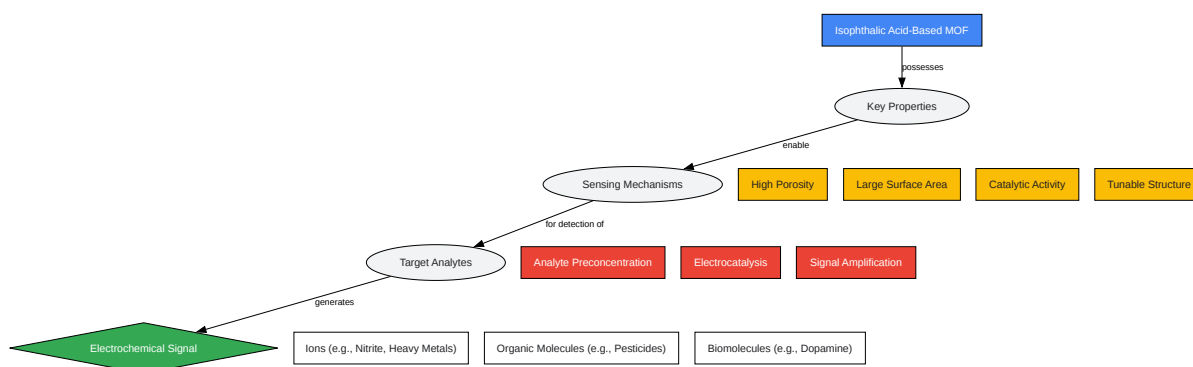 Isophthalic Acid-Based MOF
possesses
Key Properties
enable
Sensing Mechanisms
High Porosity
Large Surface Area
Catalytic Activity
Tunable Structure
for detection of
Target Analytes
Analyte Preconcentration
Electrocatalysis
Signal Amplification
generates
Electrochemical Signal
Ions (e.g., Nitrite, Heavy Metals)
Organic Molecules (e.g., Pesticides)
Biomolecules (e.g., Dopamine)